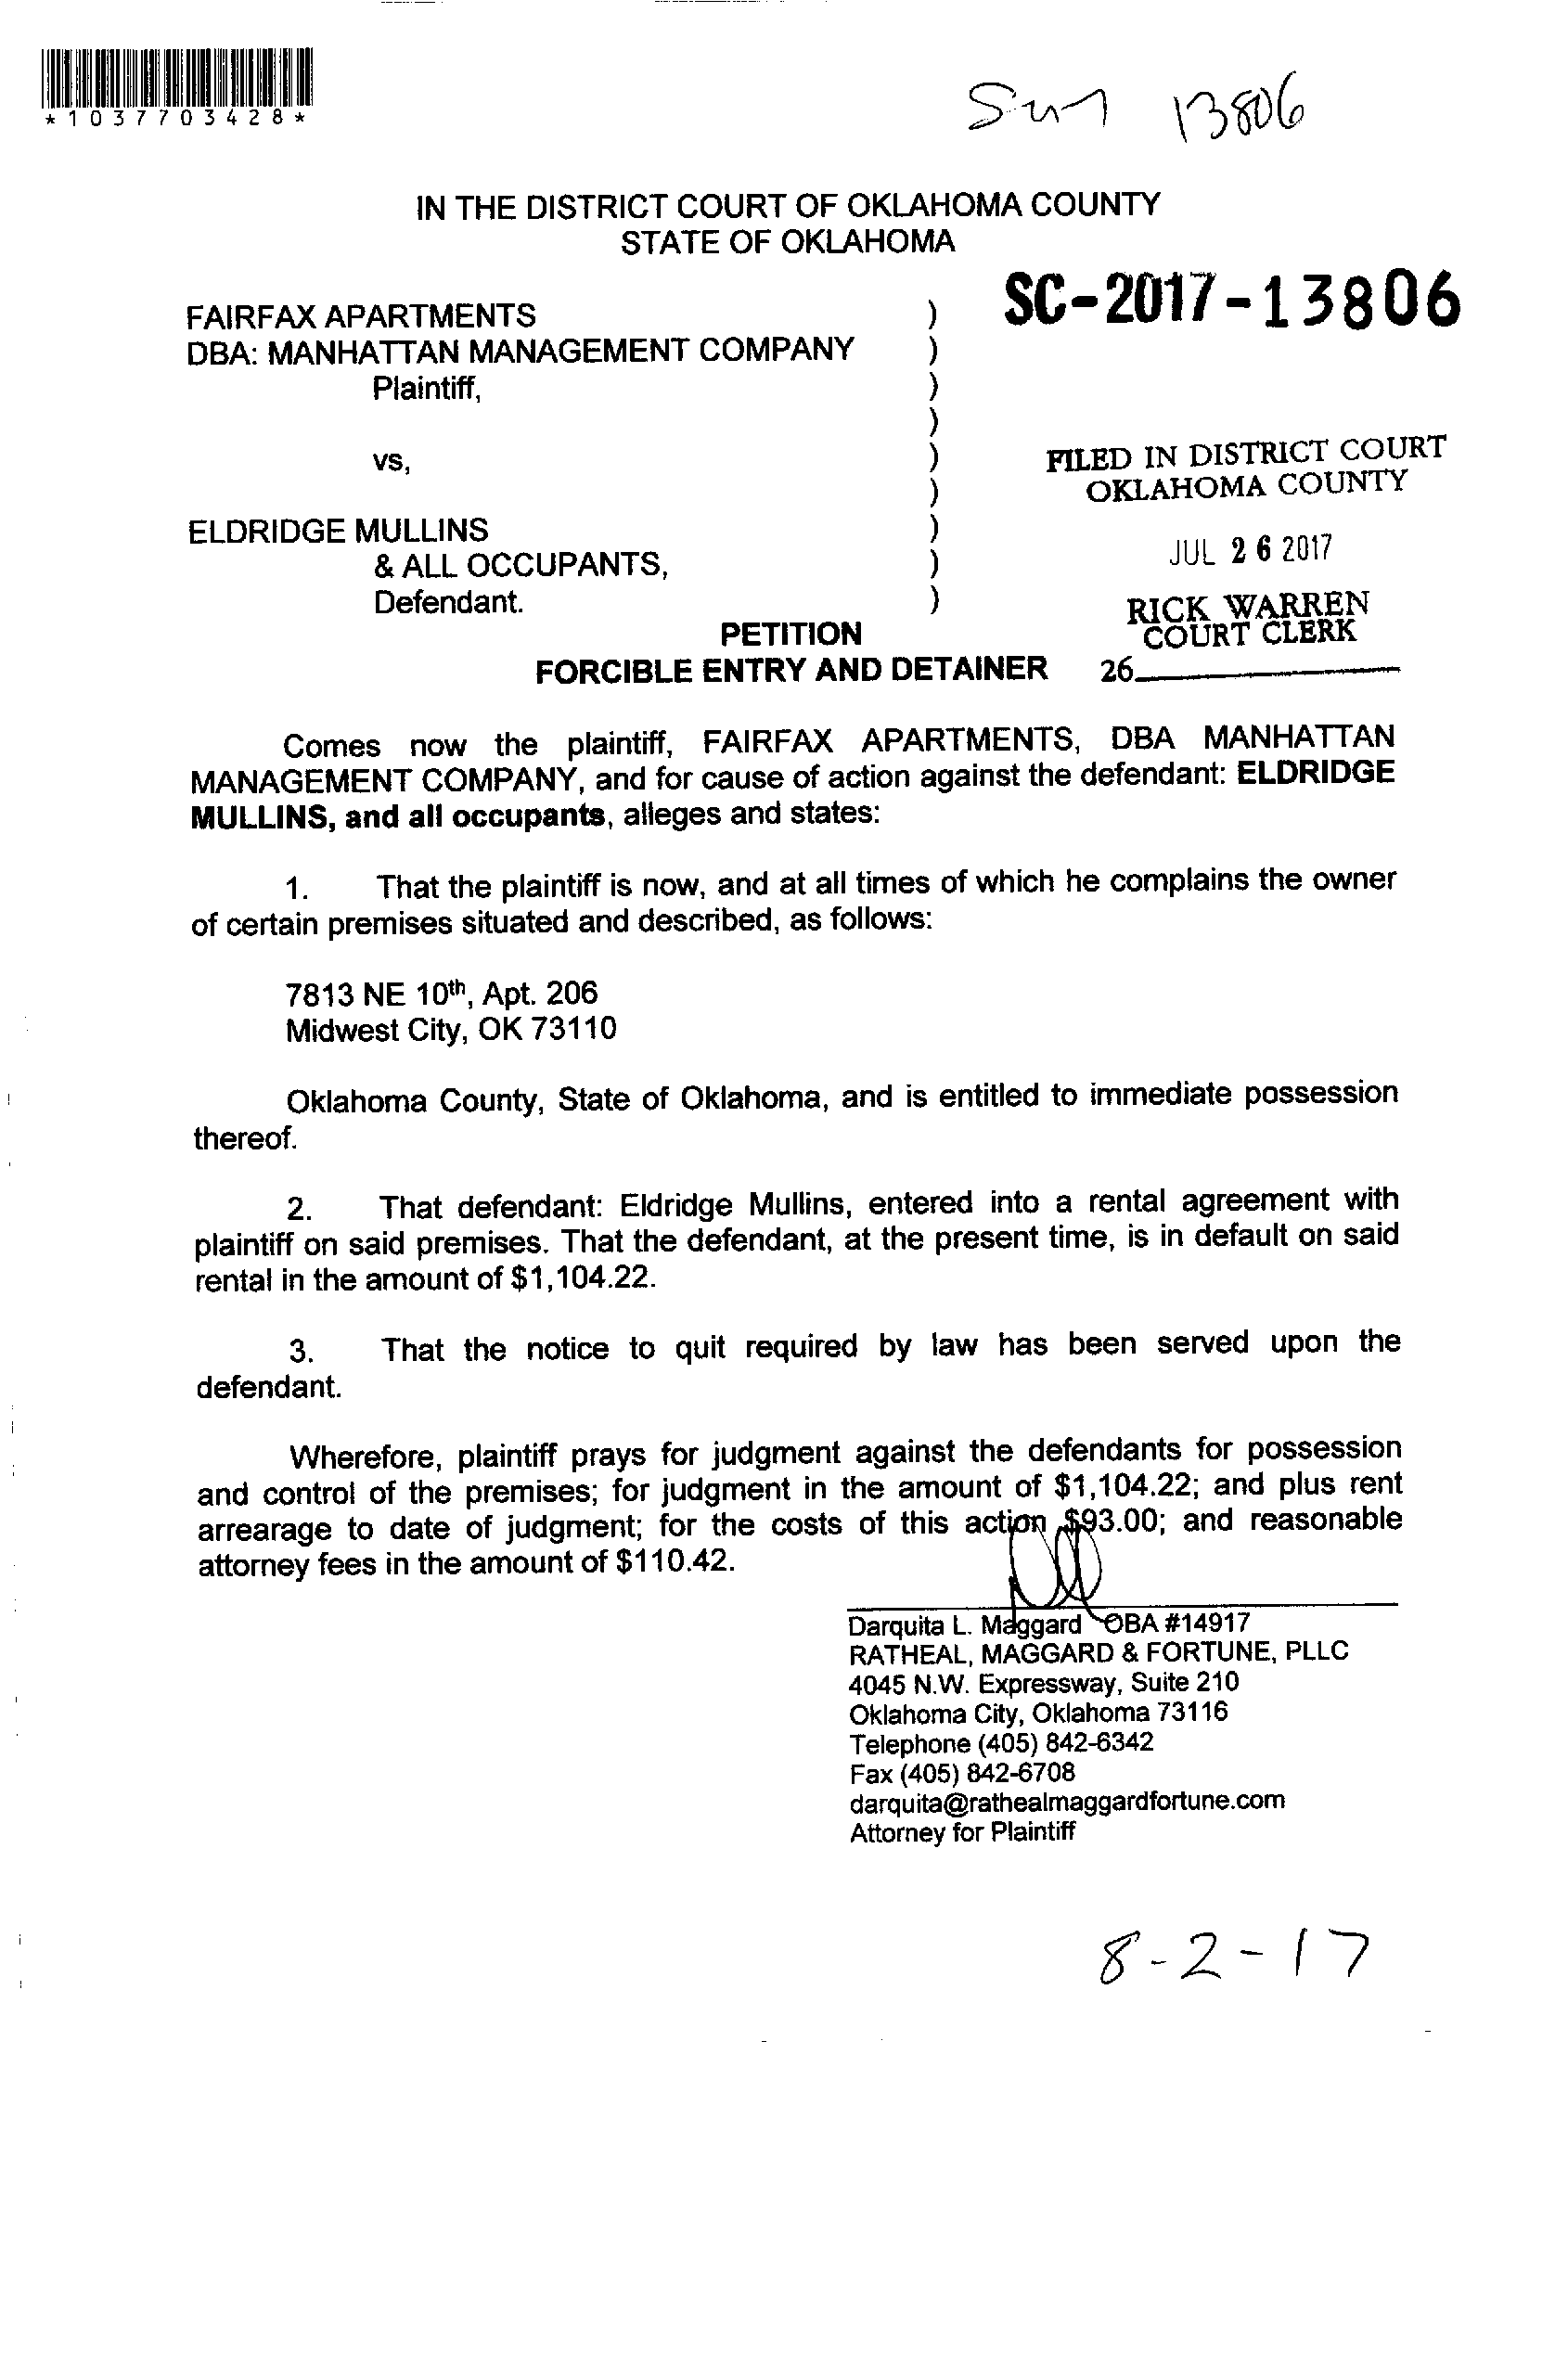 *1037703428*
13806
IN THE DISTRICT COURT OF OKLAHOMA COUNTY
STATE OF OKLAHOMA
SC-2017-13806
FAIRFAX APARTMENTS )
DBA: MANHATTAN MANAGEMENT COMPANY )
Plaintiff, )
)
vs, )
)
FILED IN DISTRICT COURT
OKLAHOMA COUNTY
ELDRIDGE MULLINS )
& ALL OCCUPANTS, )
Defendant. )
JUL 26 2017
RICK WARREN
COURT CLERK
26
PETITION
FORCIBLE ENTRY AND DETAINER
Comes now the plaintiff, FAIRFAX APARTMENTS, DBA MANHATTAN
MANAGEMENT COMPANY, and for cause of action against the defendant: ELDRIDGE
MULLINS, and all occupants, alleges and states:
1. That the plaintiff is now, and at all times of which he complains the owner
of certain premises situated and described, as follows:
7813 NE 10th, Apt. 206
Midwest City, OK 73110
Oklahoma County, State of Oklahoma, and is entitled to immediate possession
thereof.
2. That defendant: Eldridge Mullins, entered into a rental agreement with
plaintiff on said premises. That the defendant, at the present time, is in default on said
rental in the amount of $1,104.22.
3. That the notice to quit required by law has been served upon the
defendant.
Wherefore, plaintiff prays for judgment against the defendants for possession
and control of the premises; for judgment in the amount of $1,104.22; and plus rent
arrearage to date of judgment; for the costs of this action $93.00; and reasonable
attorney fees in the amount of $110.42.
Darquita L. Maggard OBA #14917
RATHEAL, MAGGARD & FORTUNE, PLLC
4045 N.W. Expressway, Suite 210
Oklahoma City, Oklahoma 73116
Telephone (405) 842-6342
Fax (405) 842-6708
darquita@rathealmaggardfortune.com
Attorney for Plaintiff
8-2-17